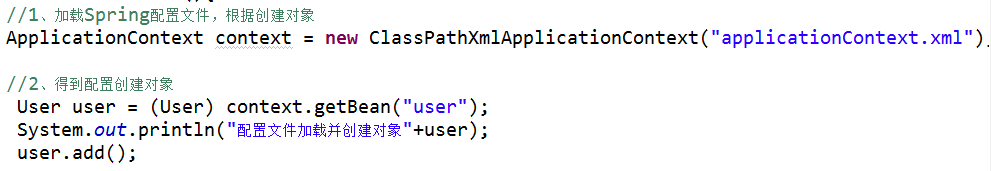 //1、加载Spring配置文件，根据创建对象
ApplicationContext context = new ClassPathXmlApplicationContext("applicationContext.xml");
//2、得到配置创建对象
User user = (User) context.getBean("user");
System.out.println("配置文件加载并创建对象"+user);
user.add();